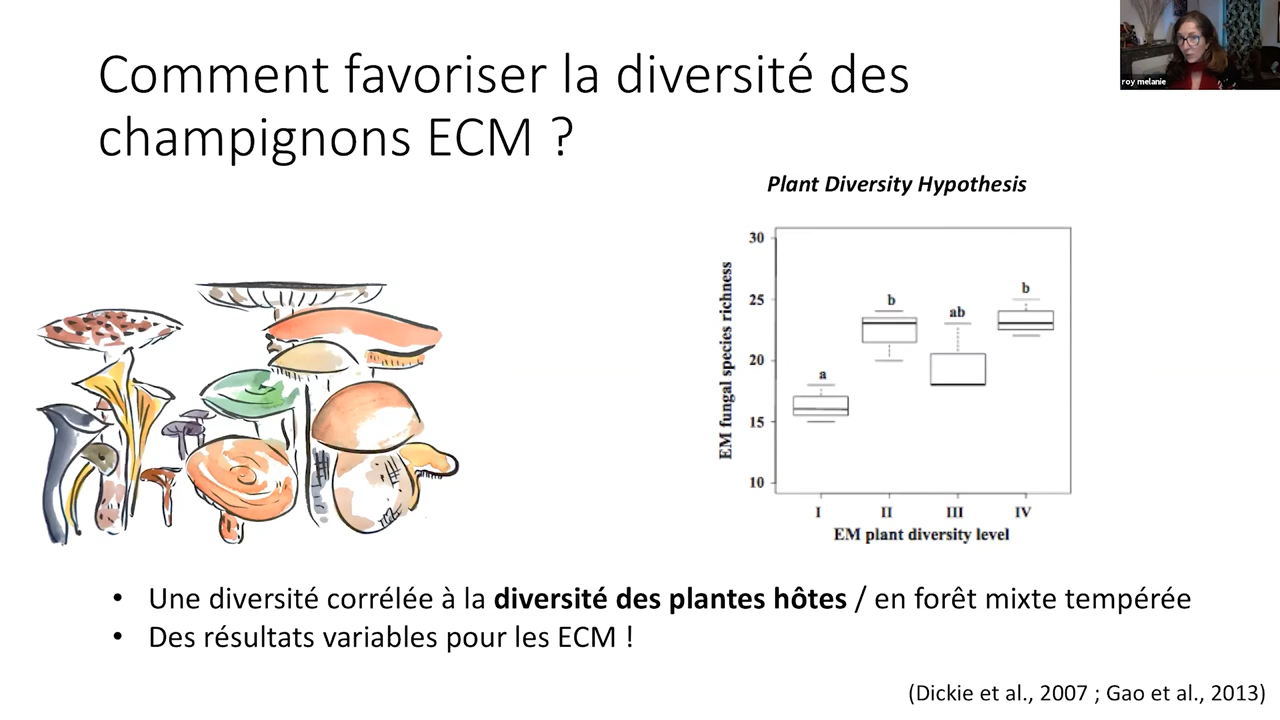 Comment favoriser la diversité des
champignons ECM ?
roy melanie
Plant Diversity Hypothesis
EM fungal species richness
30
25
20
15
10
a
b
ab
b
I II III IV
EM plant diversity level
• Une diversité corrélée à la diversité des plantes hôtes / en forêt mixte tempérée
• Des résultats variables pour les ECM !
(Dickie et al., 2007 ; Gao et al., 2013)